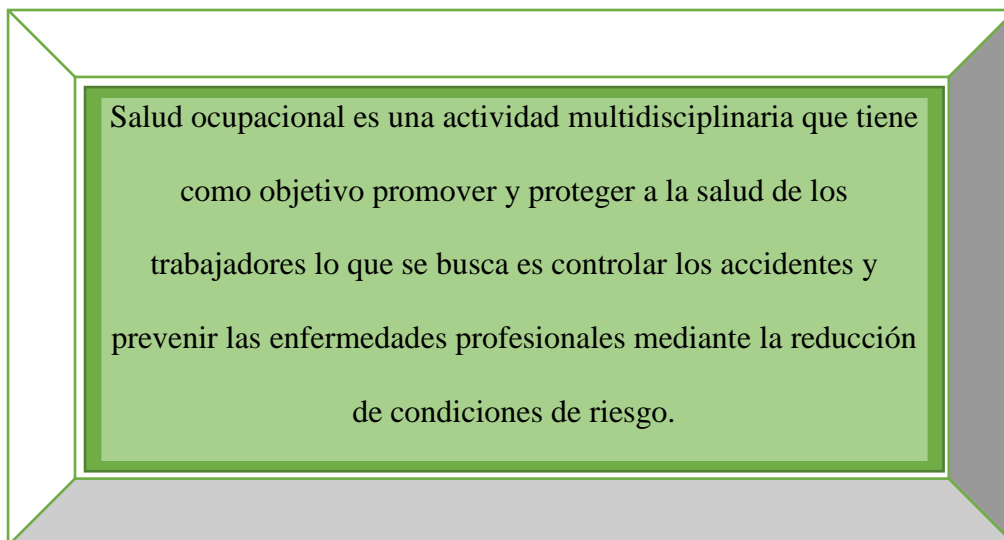 Salud ocupacional es una actividad multidisciplinaria que tiene
como objetivo promover y proteger a la salud de los
trabajadores lo que se busca es controlar los accidentes y
prevenir las enfermedades profesionales mediante la reducción
de condiciones de riesgo.